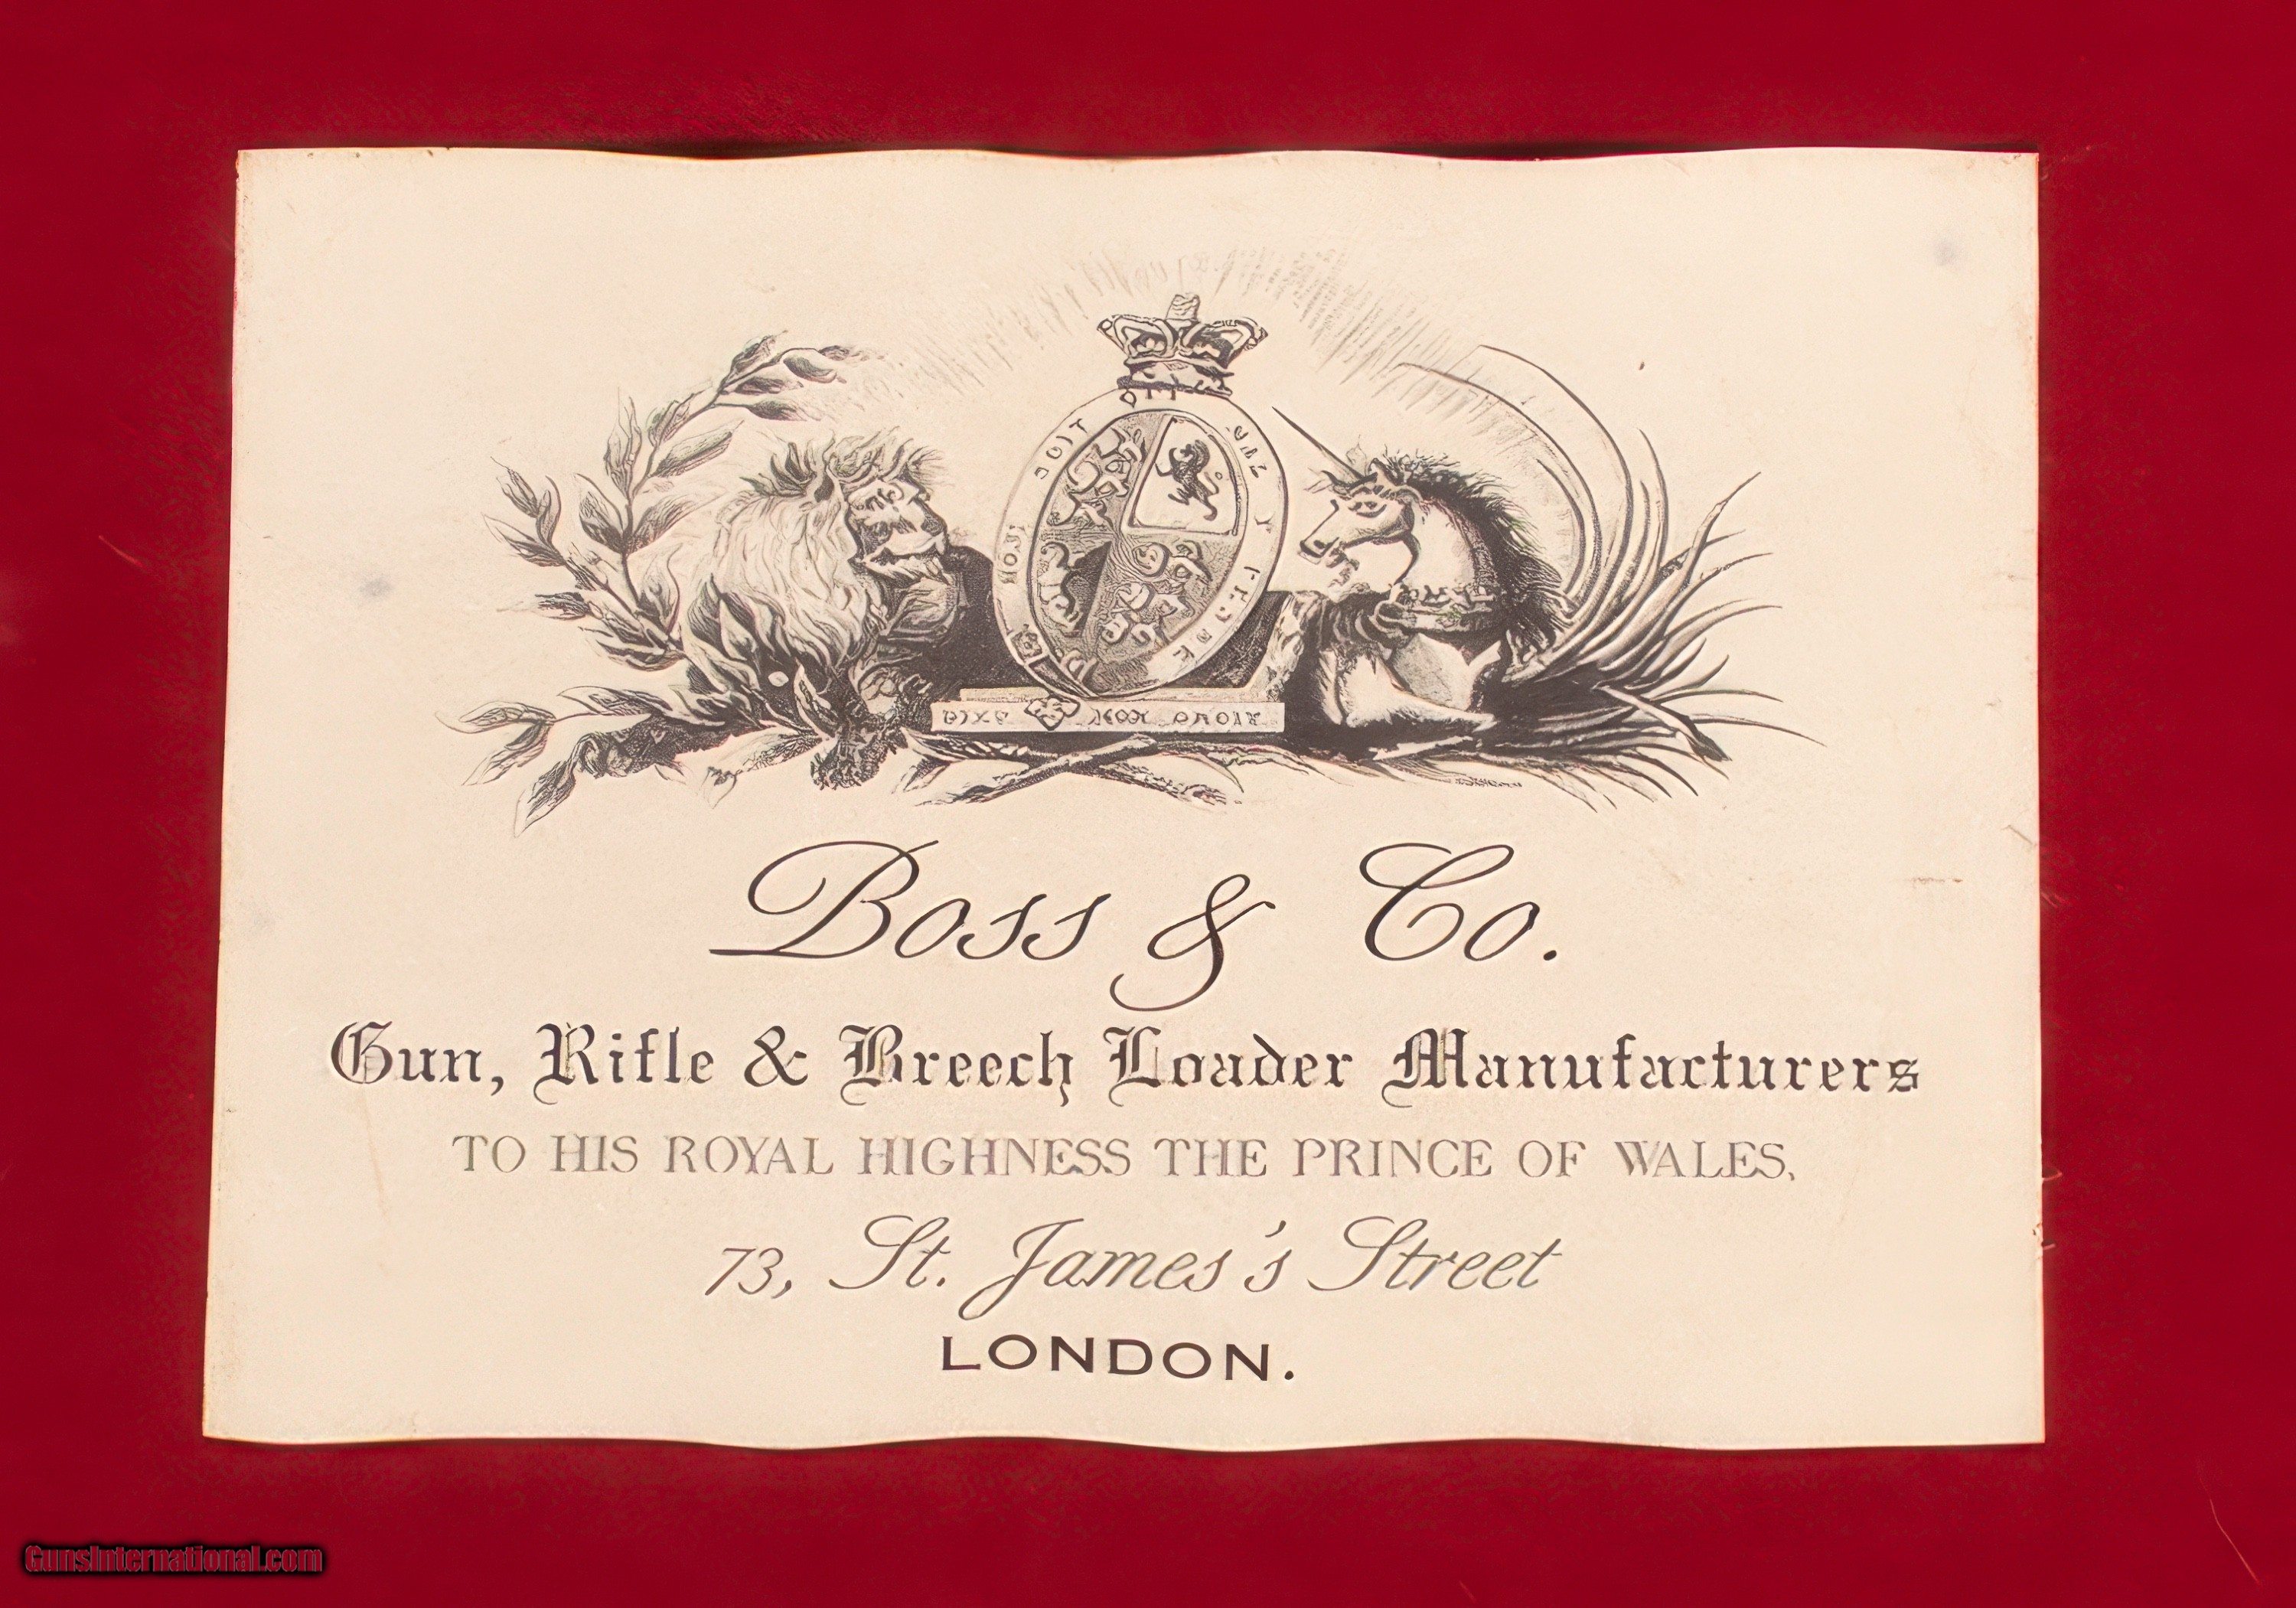 Boss & Co.
Gun, Rifle & Breech Loader Manufacturers
TO HIS ROYAL HIGHNESS THE PRINCE OF WALES,
73, St. James's Street
LONDON.
GunsInternational.com